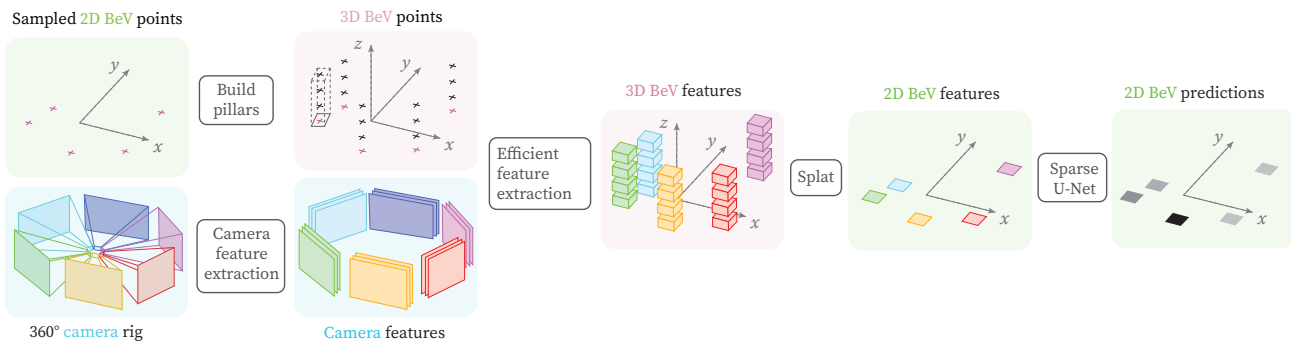 Sampled 2D BeV points
y
x
Build
pillars
3D BeV points
z
y
x
360° camera rig
Camera
feature
extraction
Camera features
Efficient
feature
extraction
3D BeV features
z
y
x
Splat
2D BeV features
y
x
Sparse
U-Net
2D BeV predictions
y
x